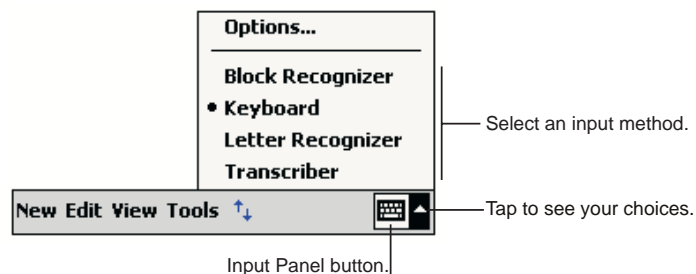 Options...
Block Recognizer
Keyboard
Letter Recognizer
Transcriber
Select an input method.
New Edit View Tools
Tap to see your choices.
Input Panel button.